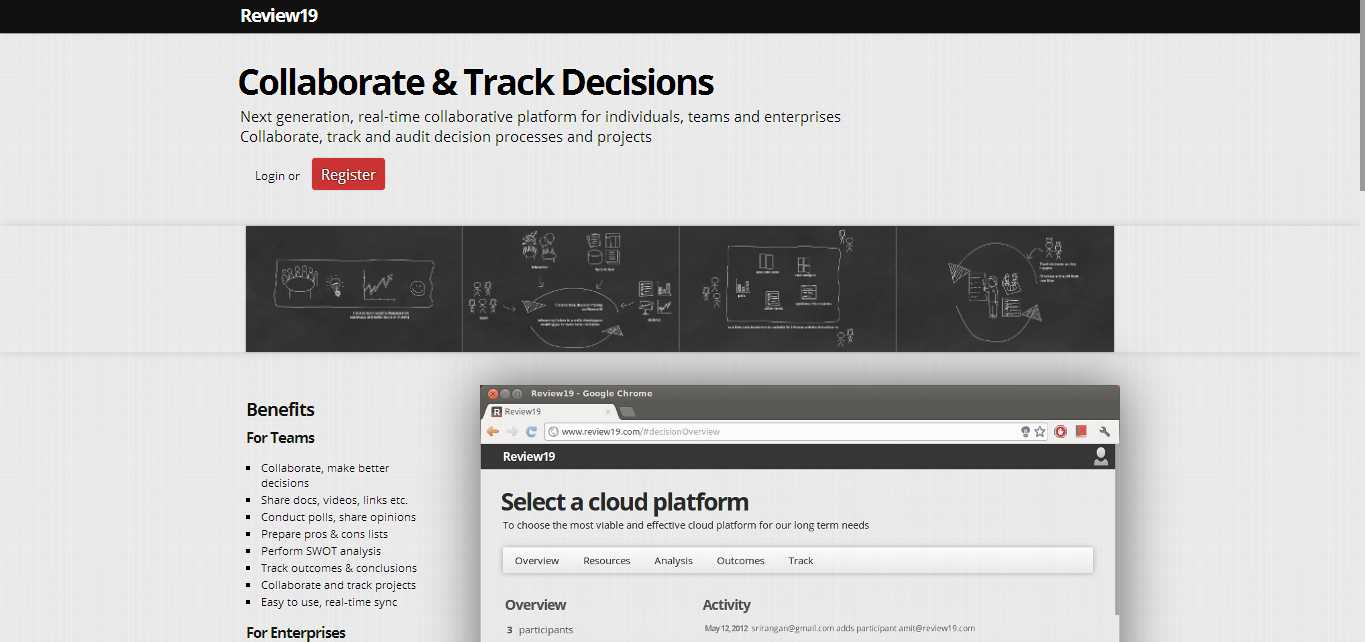 Review19
Collaborate & Track Decisions
Next generation, real-time collaborative platform for individuals, teams and enterprises
Collaborate, track and audit decision processes and projects
Login or Register
Benefits
For Teams
Collaborate, make better
decisions
Share docs, videos, links etc.
Conduct polls, share opinions
Prepare pros & cons lists
Perform SWOT analysis
Track outcomes & conclusions
Collaborate and track projects
Easy to use, real-time sync
For Enterprises
Review19 - Google Chrome
Review19
www.review19.com/#decisionOverview
Review19
Select a cloud platform
To choose the most viable and effective cloud platform for our long term needs
Overview Resources Analysis Outcomes Track
Overview
3 participants
Activity
May 12, 2012 srirangan@gmail.com adds participant amit@review19.com